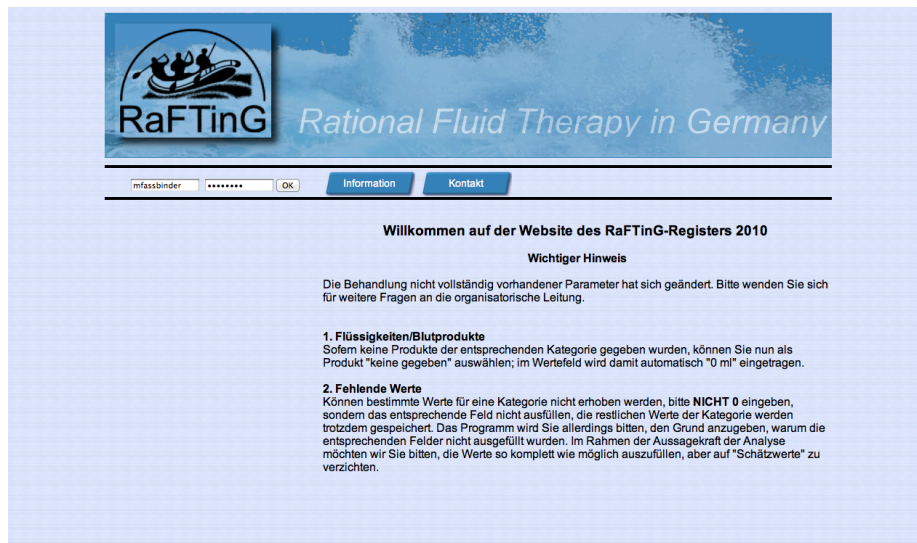 RaFTinG
Rational Fluid Therapy in Germany
mfassbinder •••••••• OK Information Kontakt
Willkommen auf der Website des RaFTinG-Registers 2010
Wichtiger Hinweis
Die Behandlung nicht vollständig vorhandener Parameter hat sich geändert. Bitte wenden Sie sich
für weitere Fragen an die organisatorische Leitung.
1. Flüssigkeiten/Blutprodukte
Sofern keine Produkte der entsprechenden Kategorie gegeben wurden, können Sie nun als
Produkt "keine gegeben" auswählen; im Wertefeld wird damit automatisch "0 ml" eingetragen.
2. Fehlende Werte
Können bestimmte Werte für eine Kategorie nicht erhoben werden, bitte NICHT 0 eingeben,
sondern das entsprechende Feld nicht ausfüllen, die restlichen Werte der Kategorie werden
trotzdem gespeichert. Das Programm wird Sie allerdings bitten, den Grund anzugeben, warum die
entsprechenden Felder nicht ausgefüllt wurden. Im Rahmen der Aussagekraft der Analyse
möchten wir Sie bitten, die Werte so komplett wie möglich auszufüllen, aber auf "Schätzwerte" zu
verzichten.